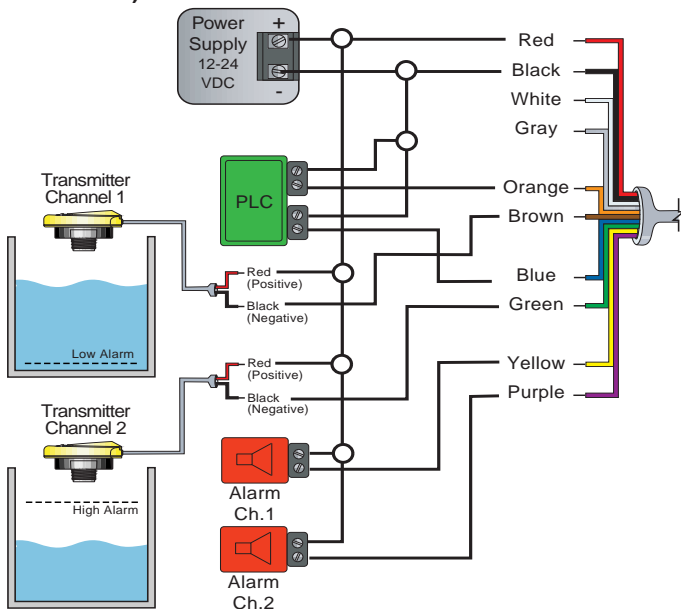 Power
Supply
12-24
VDC
+
-
Red
Black
White
Gray
Orange
Brown
Blue
Green
Yellow
Purple
PLC
Transmitter
Channel 1
Red
(Positive)
Black
(Negative)
Low Alarm
Red
(Positive)
Black
(Negative)
Transmitter
Channel 2
High Alarm
Alarm
Ch.1
Alarm
Ch.2